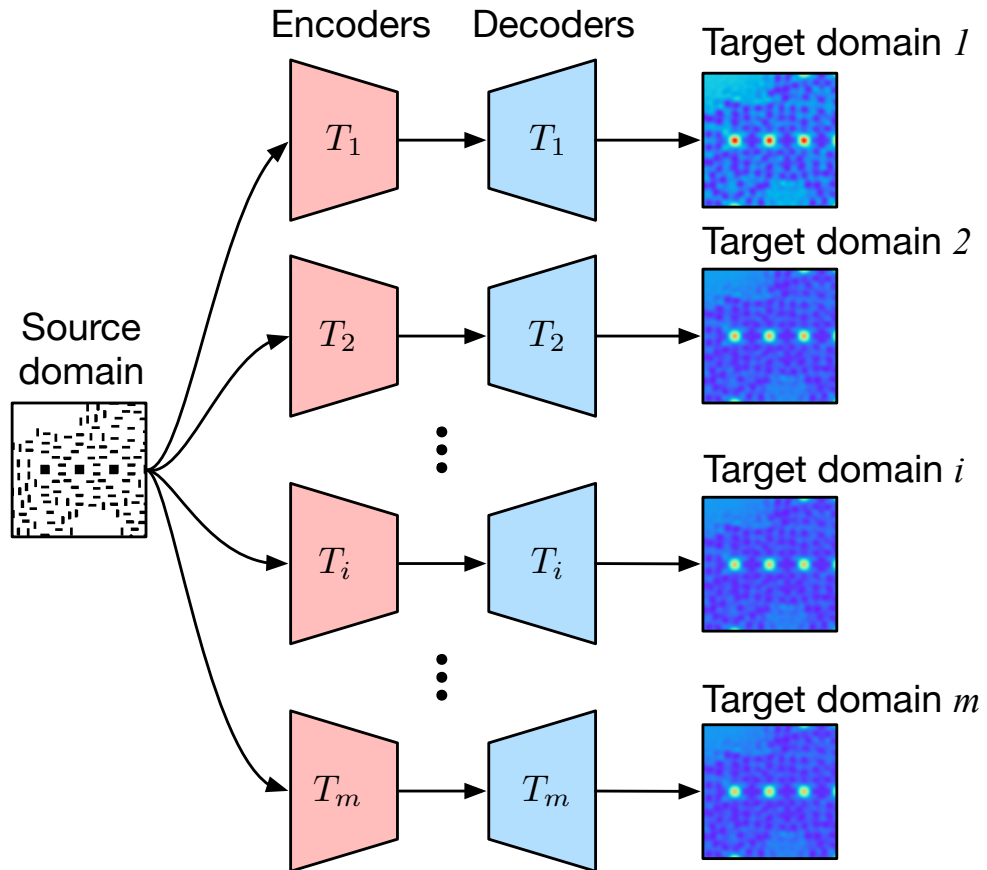 Encoders Decoders
Target domain 1
T₁ T₁
Target domain 2
T₂ T₂
Source
domain
Target domain i
Tᵢ Tᵢ
Target domain m
Tₘ Tₘ